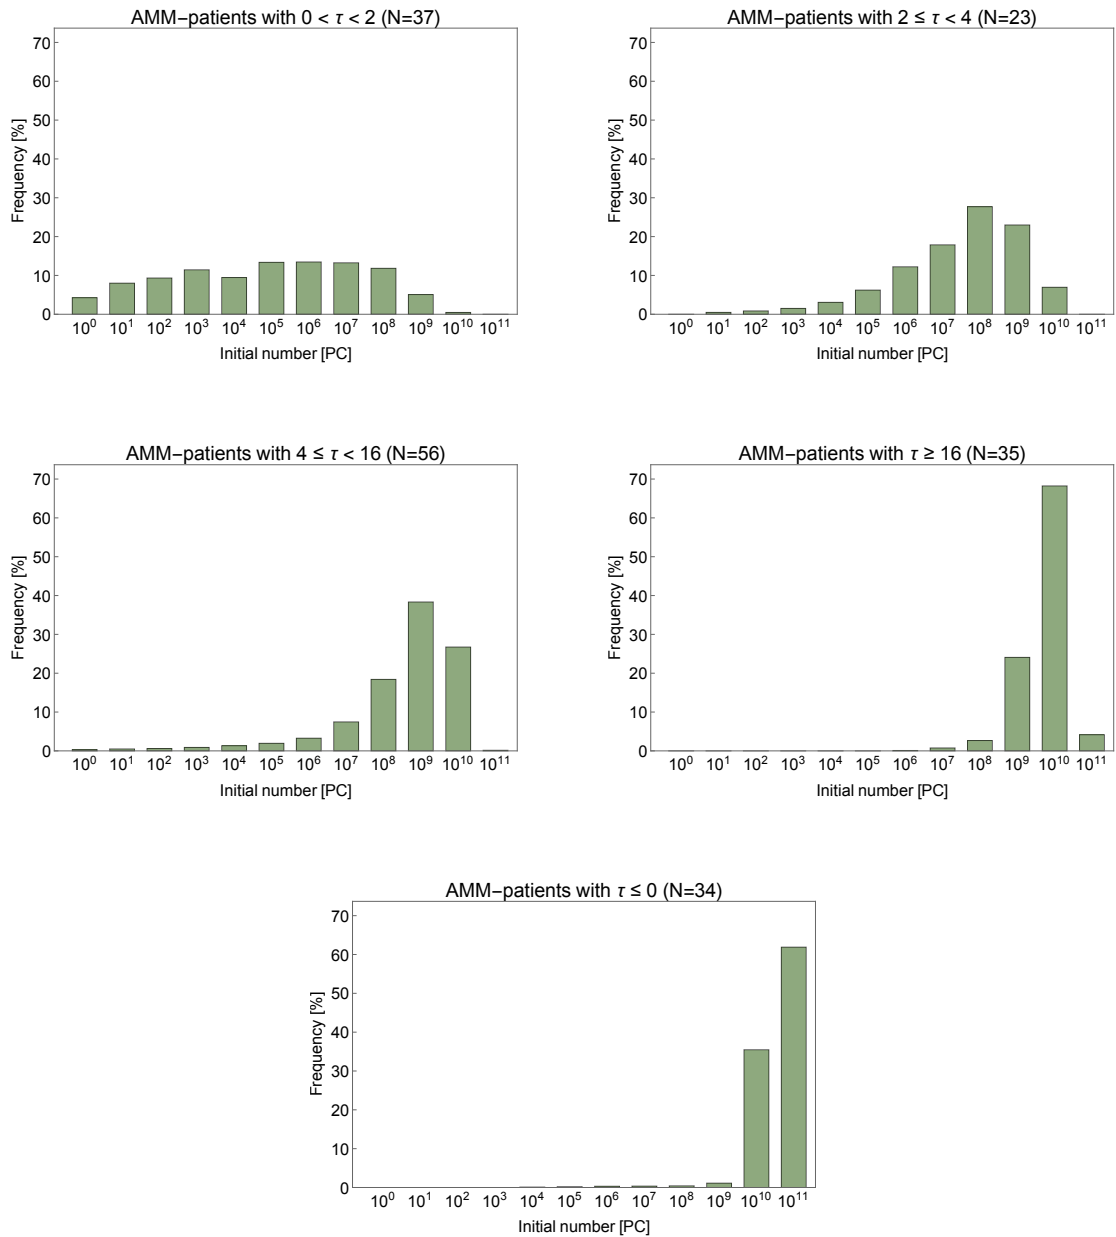 AMM−patients with 0 < τ < 2 (N=37)
70
60
50
40
30
20
10
0
Frequency [%]
10⁰ 10¹ 10² 10³ 10⁴ 10⁵ 10⁶ 10⁷ 10⁸ 10⁹ 10¹⁰ 10¹¹
Initial number [PC]
AMM−patients with 2 ≤ τ < 4 (N=23)
70
60
50
40
30
20
10
0
Frequency [%]
10⁰ 10¹ 10² 10³ 10⁴ 10⁵ 10⁶ 10⁷ 10⁸ 10⁹ 10¹⁰ 10¹¹
Initial number [PC]
AMM−patients with 4 ≤ τ < 16 (N=56)
70
60
50
40
30
20
10
0
Frequency [%]
10⁰ 10¹ 10² 10³ 10⁴ 10⁵ 10⁶ 10⁷ 10⁸ 10⁹ 10¹⁰ 10¹¹
Initial number [PC]
AMM−patients with τ ≥ 16 (N=35)
70
60
50
40
30
20
10
0
Frequency [%]
10⁰ 10¹ 10² 10³ 10⁴ 10⁵ 10⁶ 10⁷ 10⁸ 10⁹ 10¹⁰ 10¹¹
Initial number [PC]
AMM−patients with τ ≤ 0 (N=34)
70
60
50
40
30
20
10
0
Frequency [%]
10⁰ 10¹ 10² 10³ 10⁴ 10⁵ 10⁶ 10⁷ 10⁸ 10⁹ 10¹⁰ 10¹¹
Initial number [PC]